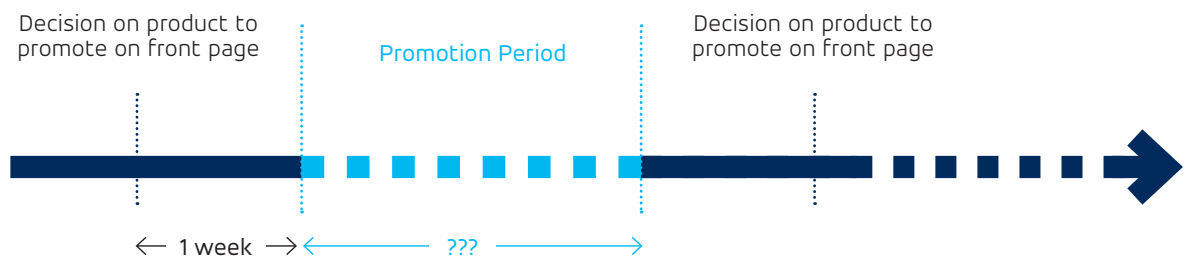 Decision on product to
promote on front page
Promotion Period
Decision on product to
promote on front page
1 week
???